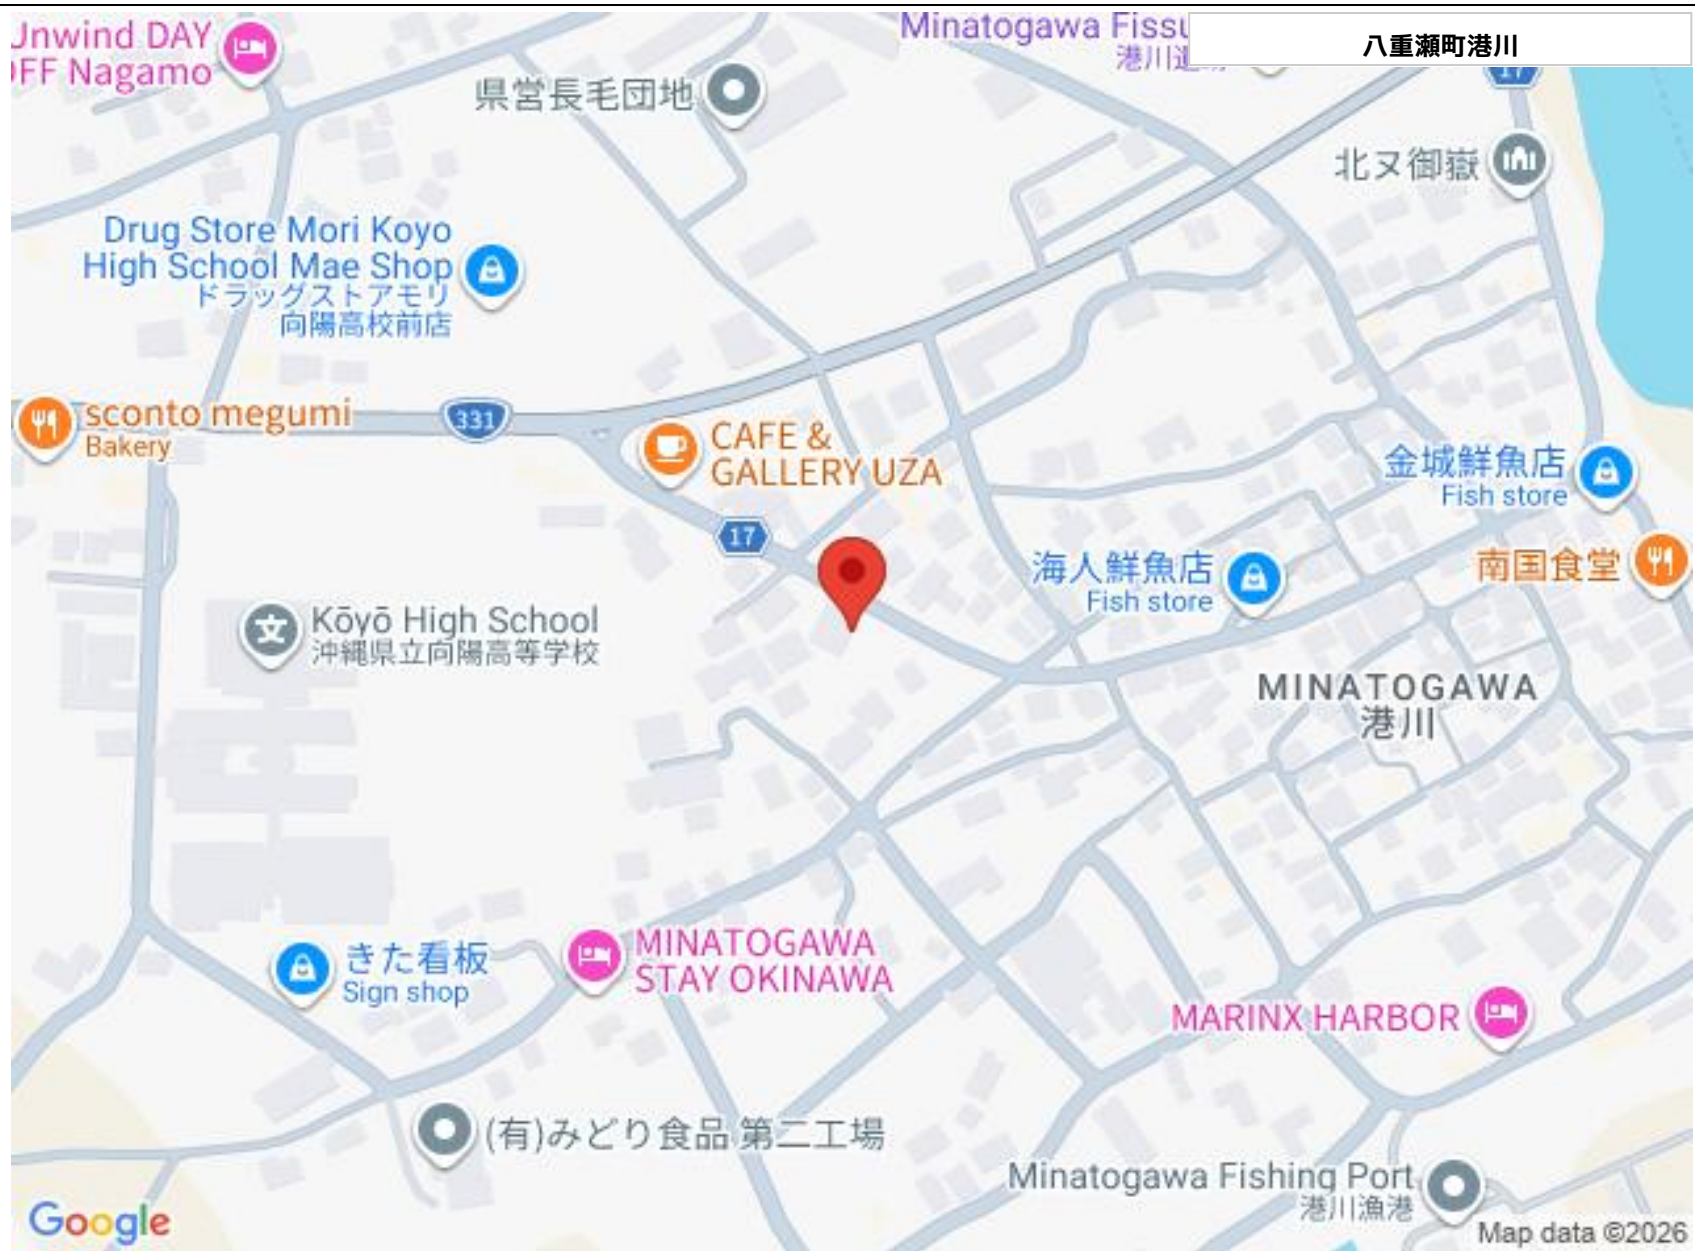 Unwind DAY
OFF Nagamo
Minatogawa Fissu
港川
八重瀬町港川
17
県営長毛団地
北ヌ御嶽
Drug Store Mori Koyo
High School Mae Shop
ドラッグストアモリ
向陽高校前店
sconto megumi
Bakery
331
CAFE &
GALLERY UZA
金城鮮魚店
Fish store
17
海人鮮魚店
Fish store
南国食堂
Kōyō High School
沖縄県立向陽高等学校
MINATOGAWA
港川
きた看板
Sign shop
MINATOGAWA
STAY OKINAWA
MARINX HARBOR
(有)みどり食品 第二工場
Minatogawa Fishing Port
港川漁港
Google
Map data ©2026